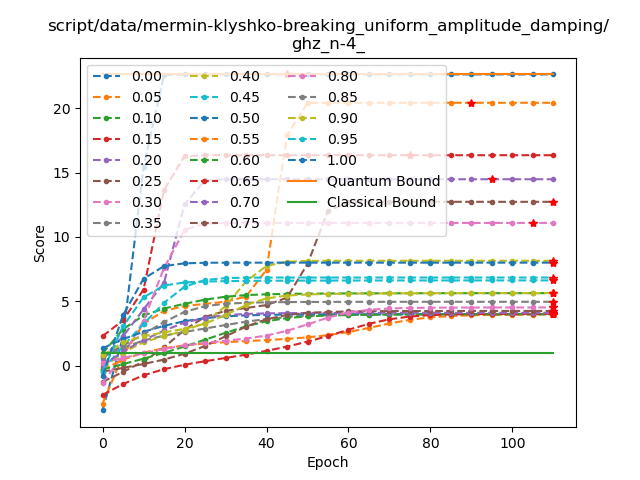 script/data/mermin-klyshko-breaking_uniform_amplitude_damping/
ghz_n-4_
0.00 0.40 0.80
0.05 0.45 0.85
0.10 0.50 0.90
0.15 0.55 0.95
0.20 0.60 1.00
0.25 0.65 Quantum Bound
0.30 0.70 Classical Bound
0.35 0.75
20
15
10
5
0
Score
0 20 40 60 80 100
Epoch